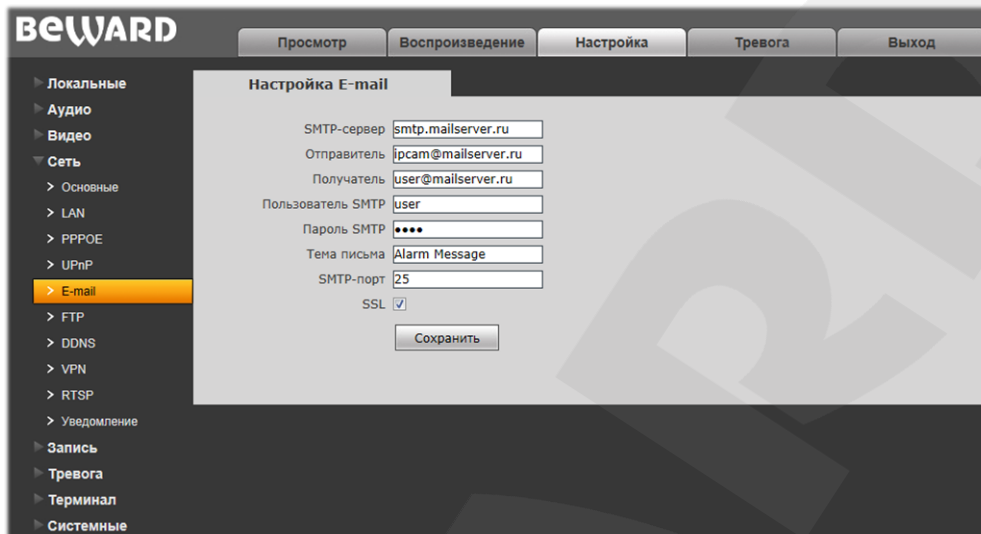 BEWARD
Просмотр Воспроизведение Настройка Тревога Выход
Локальные
Аудио
Видео
Сеть
> Основные
> LAN
> PPPOE
> UPnP
> E-mail
> FTP
> DDNS
> VPN
> RTSP
> Уведомление
Запись
Тревога
Терминал
Системные
Настройка E-mail
SMTP-сервер smtp.mailserver.ru
Отправитель ipcam@mailserver.ru
Получатель user@mailserver.ru
Пользователь SMTP user
Пароль SMTP ••••
Тема письма Alarm Message
SMTP-порт 25
SSL
Сохранить